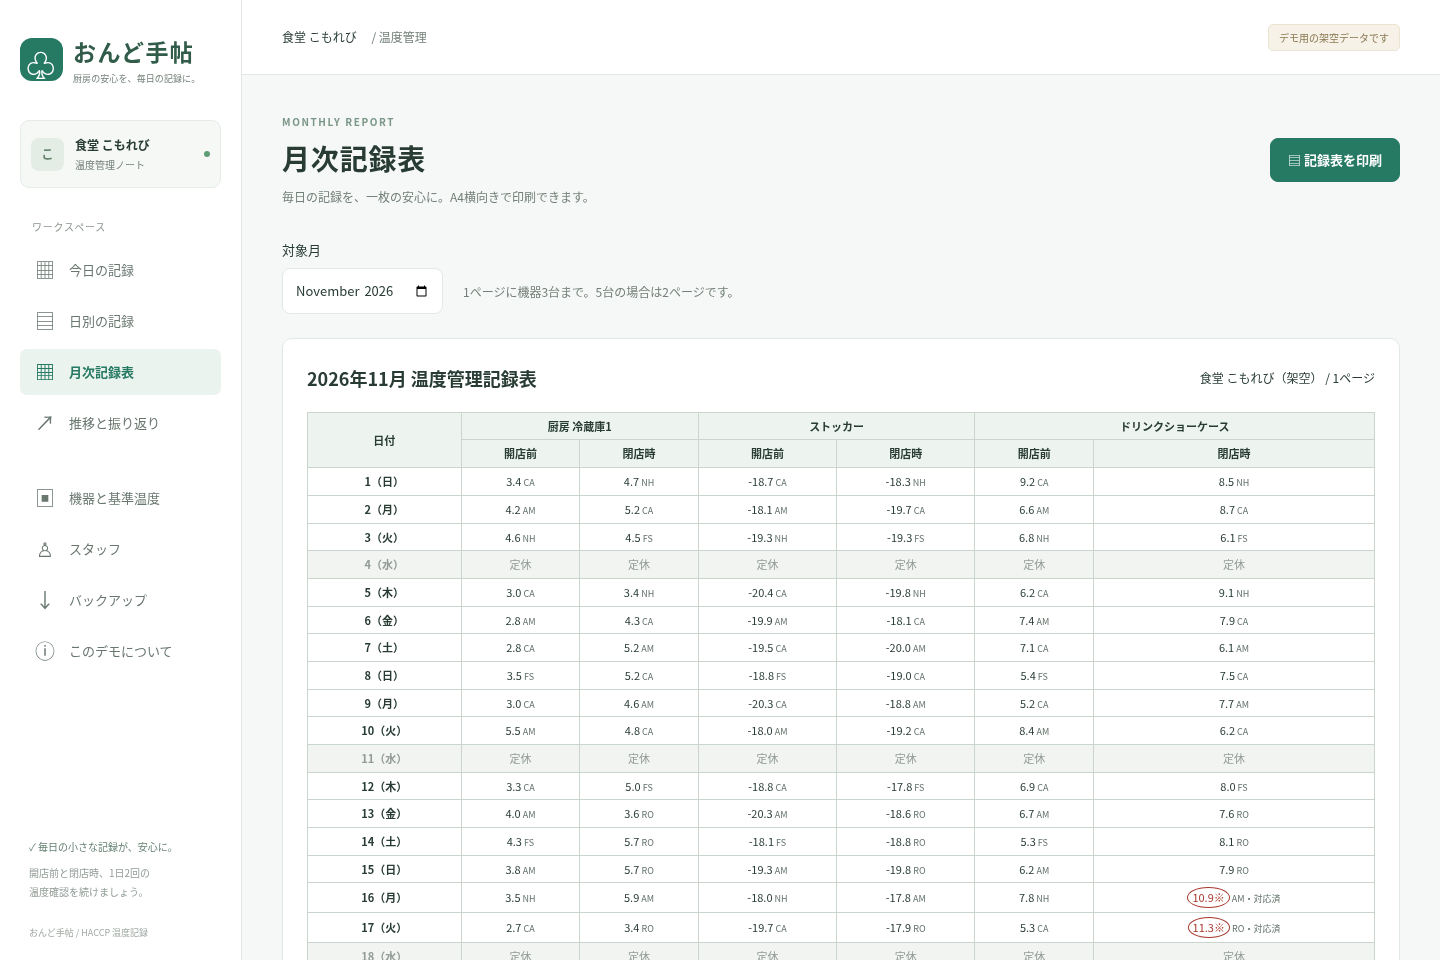 おんど手帖
厨房の安心を、毎日の記録に。
こ
食堂 こもれび
温度管理ノート
ワークスペース
今日の記録
日別の記録
月次記録表
推移と振り返り
機器と基準温度
スタッフ
バックアップ
このデモについて
✓毎日の小さな記録が、安心に。
開店前と閉店時、1日2回の
温度確認を続けましょう。
おんど手帖 / HACCP 温度記録
食堂 こもれび / 温度管理
デモ用の架空データです
MONTHLY REPORT
月次記録表
毎日の記録を、一枚の安心に。A4横向きで印刷できます。
▤ 記録表を印刷
対象月
November 2026
1ページに機器3台まで。5台の場合は2ページです。
2026年11月 温度管理記録表
食堂 こもれび（架空） / 1ページ
日付 厨房 冷蔵庫1 ストッカー ドリンクショーケース
開店前 閉店時 開店前 閉店時 開店前 閉店時
1（日） 3.4 CA 4.7 NH -18.7 CA -18.3 NH 9.2 CA 8.5 NH
2（月） 4.2 AM 5.2 CA -18.1 AM -19.7 CA 6.6 AM 8.7 CA
3（火） 4.6 NH 4.5 FS -19.3 NH -19.3 FS 6.8 NH 6.1 FS
4（水） 定休 定休 定休 定休 定休 定休
5（木） 3.0 CA 3.4 NH -20.4 CA -19.8 NH 6.2 CA 9.1 NH
6（金） 2.8 AM 4.3 CA -19.9 AM -18.1 CA 7.4 AM 7.9 CA
7（土） 2.8 CA 5.2 AM -19.5 CA -20.0 AM 7.1 CA 6.1 AM
8（日） 3.5 FS 5.2 CA -18.8 FS -19.0 CA 5.4 FS 7.5 CA
9（月） 3.0 CA 4.6 AM -20.3 CA -18.8 AM 5.2 CA 7.7 AM
10（火） 5.5 AM 4.8 CA -18.0 AM -19.2 CA 8.4 AM 6.2 CA
11（水） 定休 定休 定休 定休 定休 定休
12（木） 3.3 CA 5.0 FS -18.8 CA -17.8 FS 6.9 CA 8.0 FS
13（金） 4.0 AM 3.6 RO -20.3 AM -18.6 RO 6.7 AM 7.6 RO
14（土） 4.3 FS 5.7 RO -18.1 FS -18.8 RO 5.3 FS 8.1 RO
15（日） 3.8 AM 5.7 RO -19.3 AM -19.8 RO 6.2 AM 7.9 RO
16（月） 3.5 NH 5.9 AM -18.0 NH -17.8 AM 7.8 NH 10.9※ AM・対応済
17（火） 2.7 CA 3.4 RO -19.7 CA -17.9 RO 5.3 CA 11.3※ RO・対応済
18（水） 定休 定休 定休 定休 定休 定休